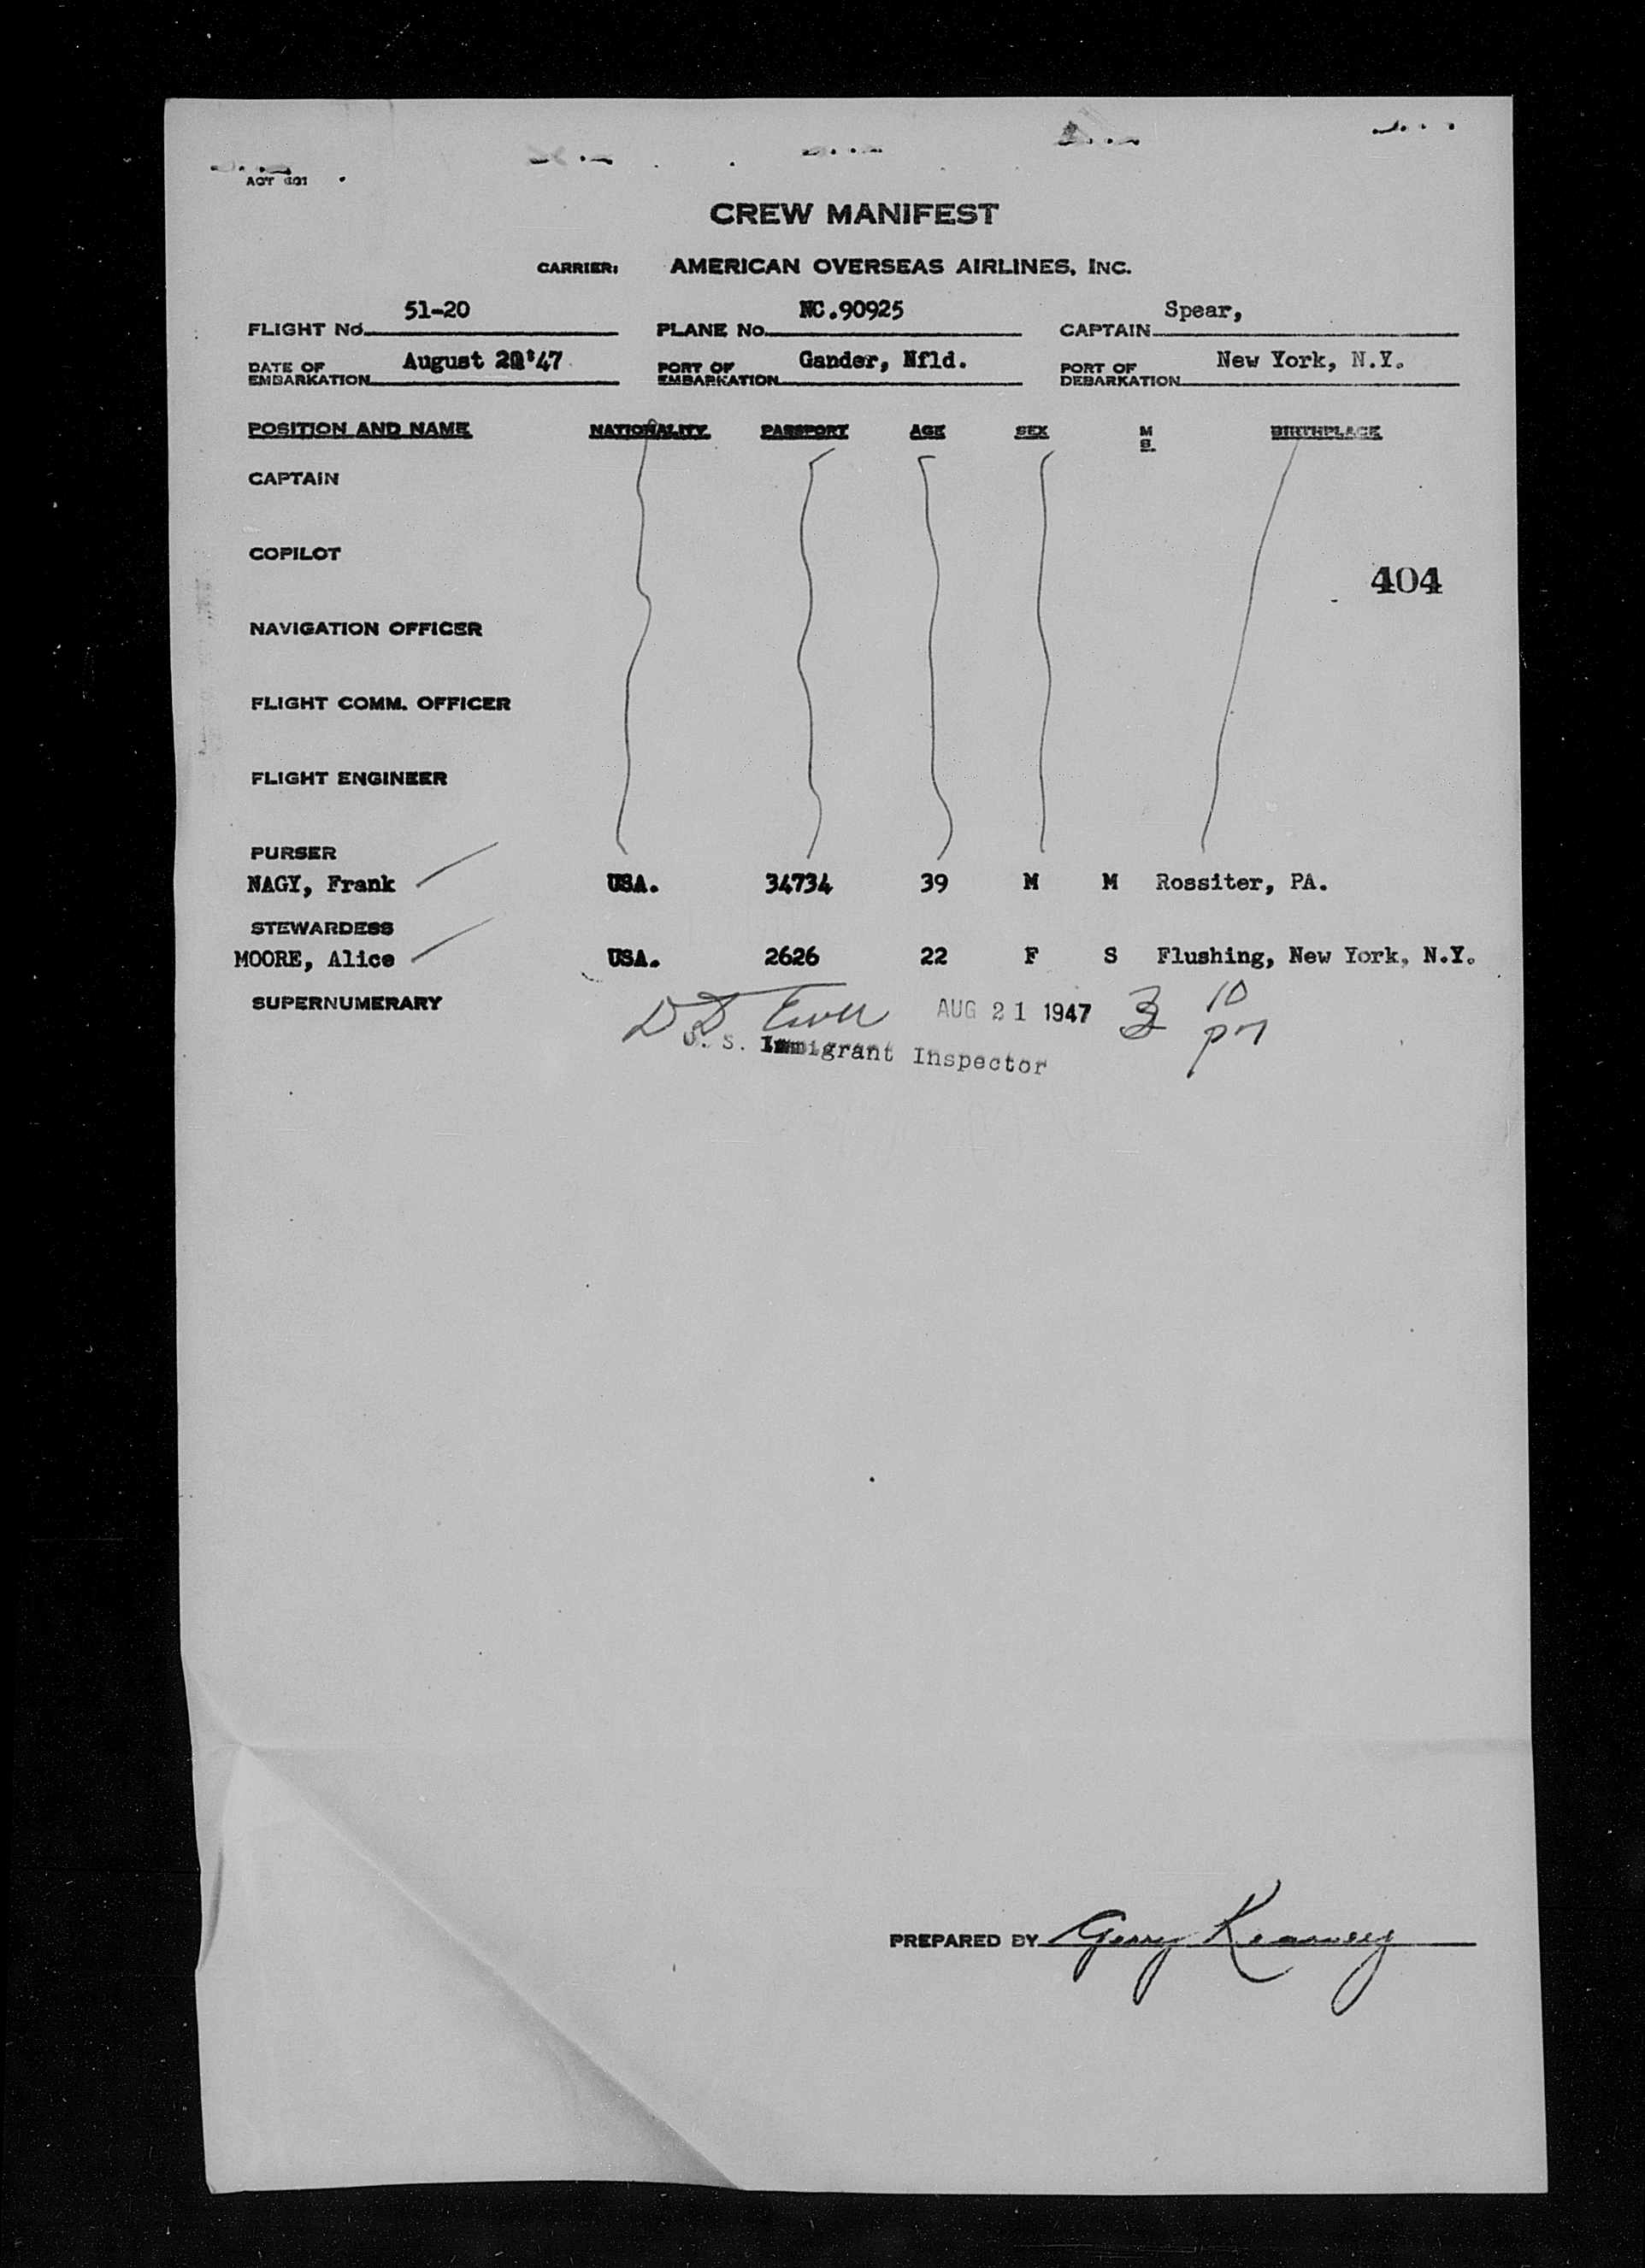 CREW MANIFEST
CARRIER: AMERICAN OVERSEAS AIRLINES, INC.
FLIGHT No. 51-20 PLANE No. NC.90925 CAPTAIN Spear,
DATE OF EMBARKATION August 20'47 PORT OF EMBARKATION Gander, Nfld. PORT OF DEBARKATION New York, N.Y.
POSITION AND NAME NATIONALITY PASSPORT AGE SEX M S. BIRTHPLACE
CAPTAIN
COPILOT
404
NAVIGATION OFFICER
FLIGHT COMM. OFFICER
FLIGHT ENGINEER
PURSER
NAGY, Frank USA. 34734 39 M M Rossiter, PA.
STEWARDESS
MOORE, Alice USA. 2626 22 F S Flushing, New York, N.Y.
SUPERNUMERARY
AUG 21 1947 10
U. S. Immigrant Inspector
PREPARED BY Gerry Kearney